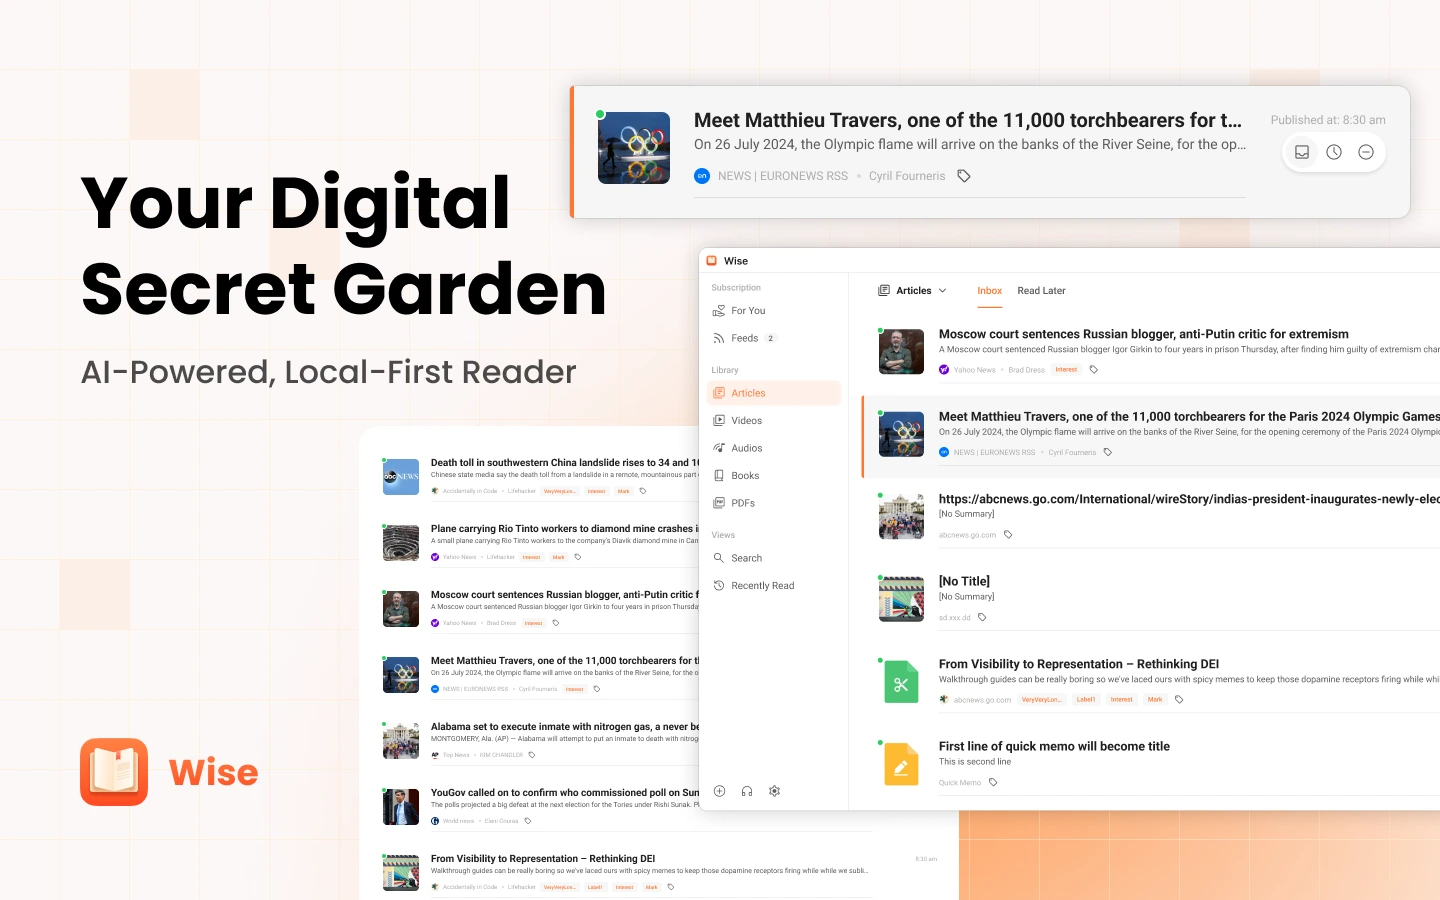 Your Digital
Secret Garden
AI-Powered, Local-First Reader
Wise
Meet Matthieu Travers, one of the 11,000 torchbearers for t...
Published at: 8:30 am
On 26 July 2024, the Olympic flame will arrive on the banks of the River Seine, for the op...
NEWS | EURONEWS RSS • Cyril Fourneris
Wise
Subscription
For You
Feeds 2
Library
Articles
Videos
Audios
Books
PDFs
Views
Search
Recently Read
Articles Inbox Read Later
Moscow court sentences Russian blogger, anti-Putin critic for extremism
A Moscow court sentenced Russian blogger Igor Girkin to four years in prison Thursday, after finding him guilty of extremism char
Yahoo News • Brad Dress Interest
Meet Matthieu Travers, one of the 11,000 torchbearers for the Paris 2024 Olympic Games
On 26 July 2024, the Olympic flame will arrive on the banks of the River Seine, for the opening ceremony of the Paris 2024 Olympic
NEWS | EURONEWS RSS • Cyril Fourneris
https://abcnews.go.com/International/wireStory/indias-president-inaugurates-newly-elec
[No Summary]
abcnews.go.com
[No Title]
[No Summary]
sd.xxx.dd
From Visibility to Representation – Rethinking DEI
Walkthrough guides can be really boring so we've laced ours with spicy memes to keep those dopamine receptors firing while whi
abcnews.go.com VeryVeryLon... Label1 Interest Mark
First line of quick memo will become title
This is second line
Quick Memo
Death toll in southwestern China landslide rises to 34 and 10
Chinese state media say the death toll from a landslide in a remote, mountainous part
Accidentally in Code • Lifehacker VeryVeryLon... Interest Mark
Plane carrying Rio Tinto workers to diamond mine crashes i
A small plane carrying Rio Tinto workers to the company's Diavik diamond mine in Can
Yahoo News • Lifehacker Interest Mark
Moscow court sentences Russian blogger, anti-Putin critic f
A Moscow court sentenced Russian blogger Igor Girkin to four years in prison Thursday
Yahoo News • Brad Dress Interest
Meet Matthieu Travers, one of the 11,000 torchbearers for t
On 26 July 2024, the Olympic flame will arrive on the banks of the River Seine, for the o
NEWS | EURONEWS RSS • Cyril Fourneris Interest
Alabama set to execute inmate with nitrogen gas, a never be
MONTGOMERY, Ala. (AP) — Alabama will attempt to put an inmate to death with nitrog
Top News • KIM CHANDLER
YouGov called on to confirm who commissioned poll on Sun
The polls projected a big defeat at the next election for the Tories under Rishi Sunak. P
World news • Eleni Courea
From Visibility to Representation – Rethinking DEI
8:30 am
Walkthrough guides can be really boring so we've laced ours with spicy memes to keep those dopamine receptors firing while while we subli...
Accidentally in Code • Lifehacker VeryVeryLon... Label1 Interest Mark